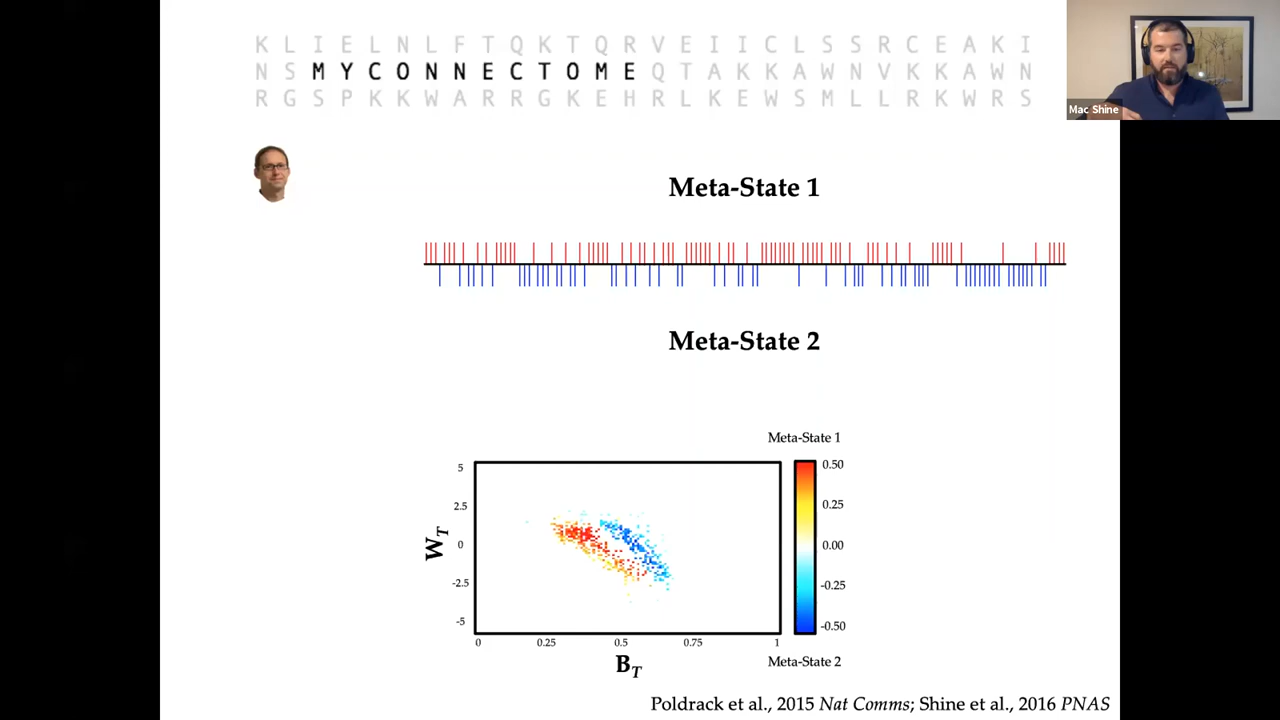 K L I E L N L F T Q K T Q R V E I I C L S S R C E A K I
N S M Y C O N N E C T O M E Q T A K K A W N V K K A W N
R G S P K K W A R R G K E H R L K E W S M L L R K W R S
Mac Shine
Meta-State 1
Meta-State 2
Meta-State 1
5
2.5
0
-2.5
-5
W_T
0
0.25
0.5
0.75
1
B_T
0.50
0.25
0.00
-0.25
-0.50
Meta-State 2
Poldrack et al., 2015 Nat Comms; Shine et al., 2016 PNAS